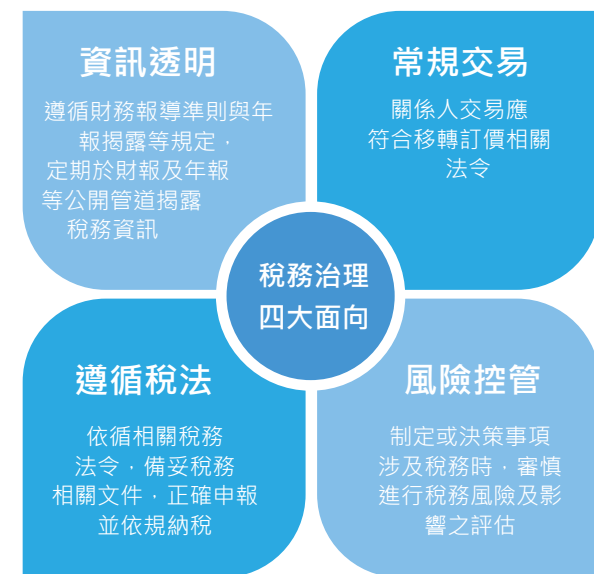 資訊透明
遵循財務報導準則與年
報揭露等規定，
定期於財報及年報
等公開管道揭露
稅務資訊
常規交易
關係人交易應
符合移轉訂價相關
法令
稅務治理
四大面向
遵循稅法
依循相關稅務
法令，備妥稅務
相關文件，正確申報
並依規納稅
風險控管
制定或決策事項
涉及稅務時，審慎
進行稅務風險及影
響之評估